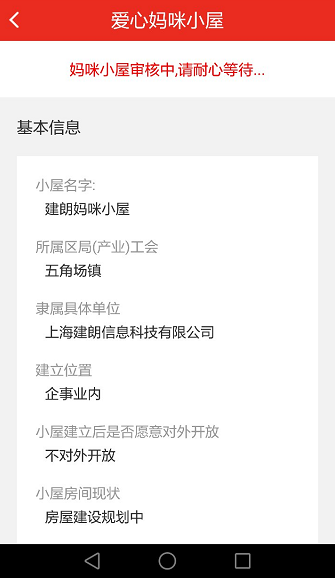 爱心妈咪小屋
妈咪小屋审核中,请耐心等待...
基本信息
小屋名字:
建朗妈咪小屋
所属区局(产业)工会
五角场镇
隶属具体单位
上海建朗信息科技有限公司
建立位置
企事业内
小屋建立后是否愿意对外开放
不对外开放
小屋房间现状
房屋建设规划中